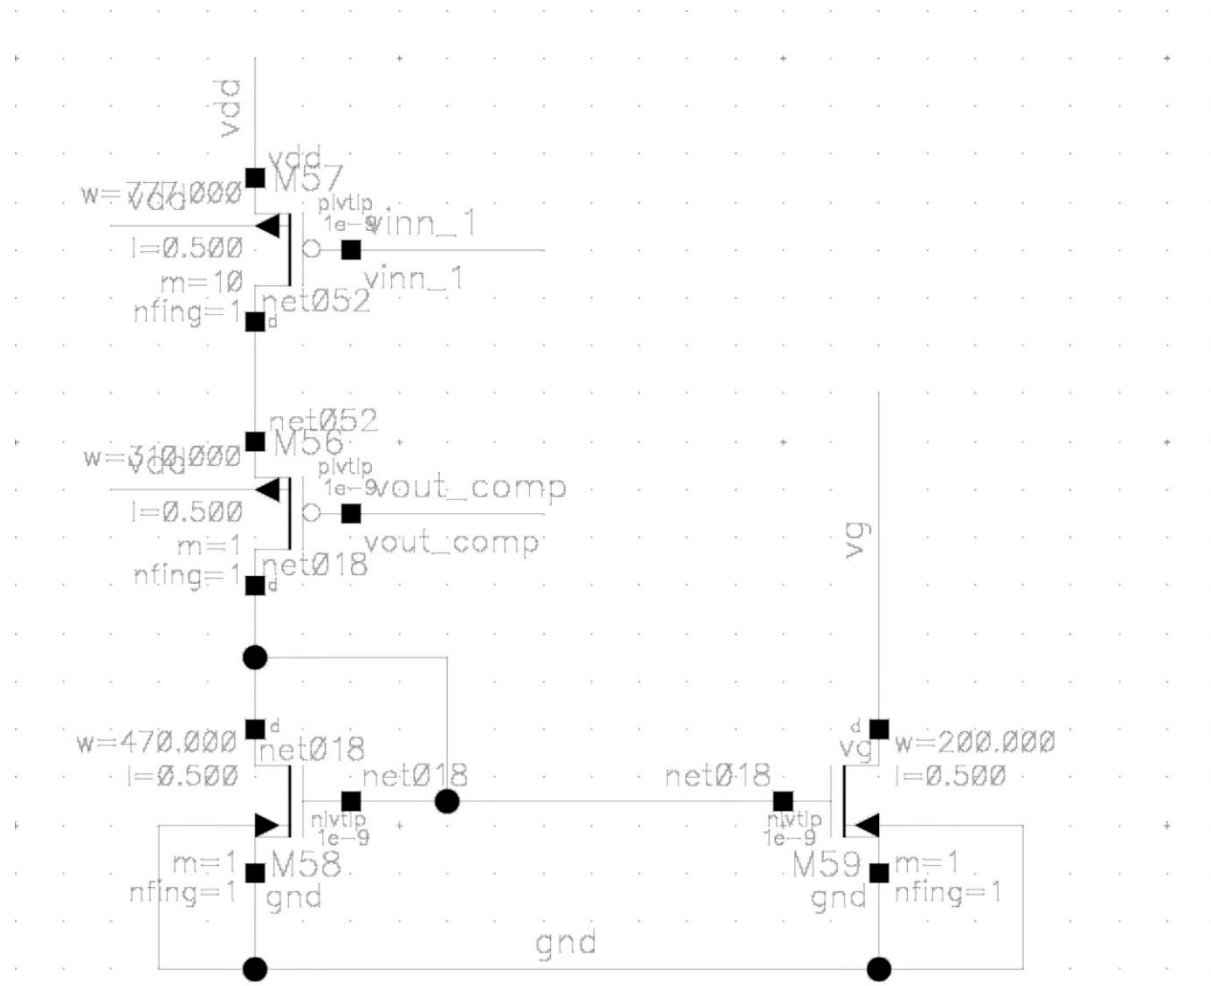 vdd
vdd
M57
w=777.000
vdd
plvtlp
1e-9
vinn_1
l=0.500
vinn_1
m=10
net052
nfing=1
d
net052
M56
w=310.000
vdd
plvtlp
1e-9
vout_comp
l=0.500
vout_comp
m=1
net018
nfing=1
d
vg
d
w=470.000
net018
l=0.500
net018
nlvtlp
1e-9
m=1
M58
nfing=1
gnd
d
vg
w=200.000
net018
l=0.500
nlvtlp
1e-9
M59
m=1
gnd
nfing=1
gnd